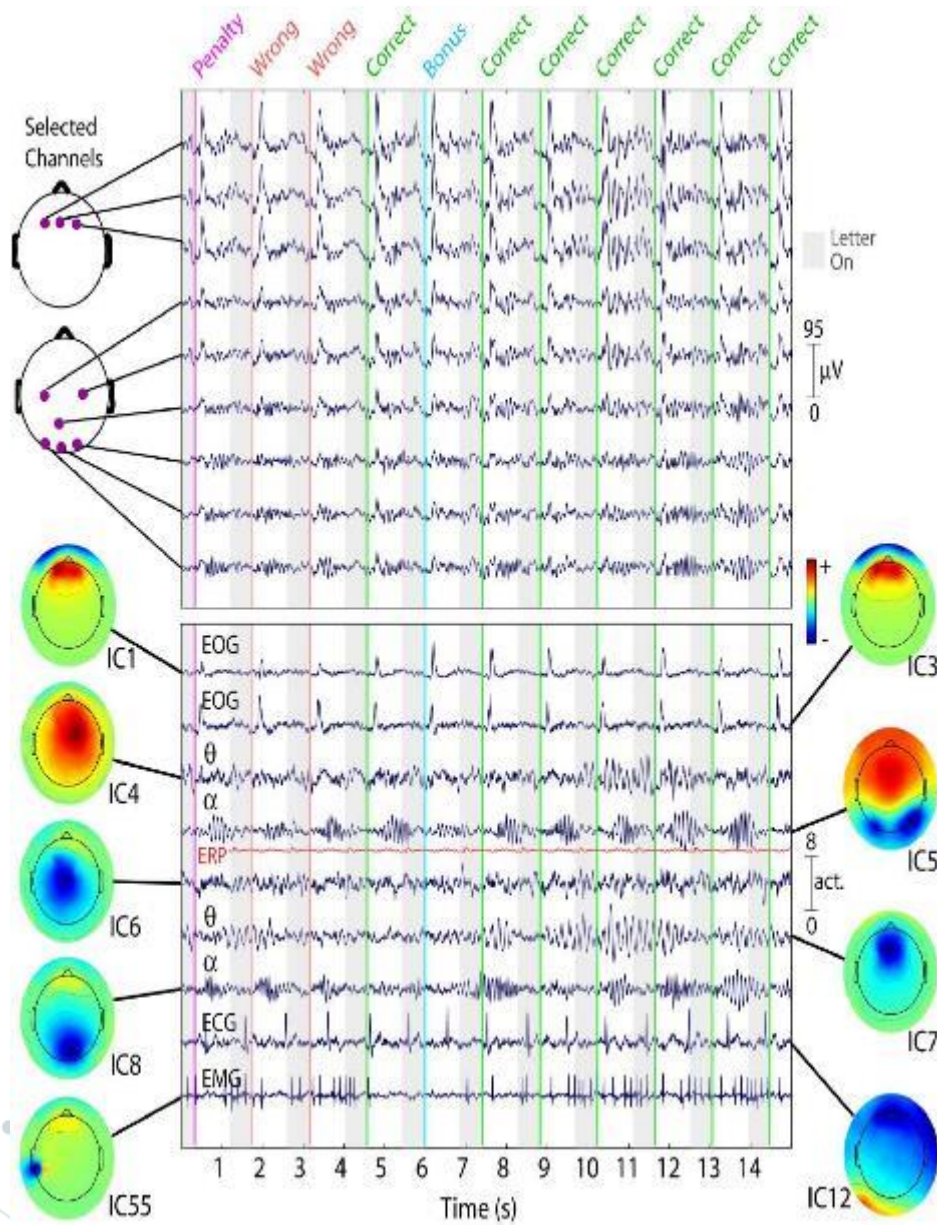 Penalty Wrong Wrong Correct Bonus Correct Correct Correct Correct Correct Correct
Selected
Channels
Letter
On
95
μV
0
+
-
IC1
EOG
IC3
EOG
θ
IC4
α
ERP
8
IC5
act.
IC6
0
θ
α
IC8
IC7
ECG
EMG
IC55
IC12
1 2 3 4 5 6 7 8 9 10 11 12 13 14
Time (s)